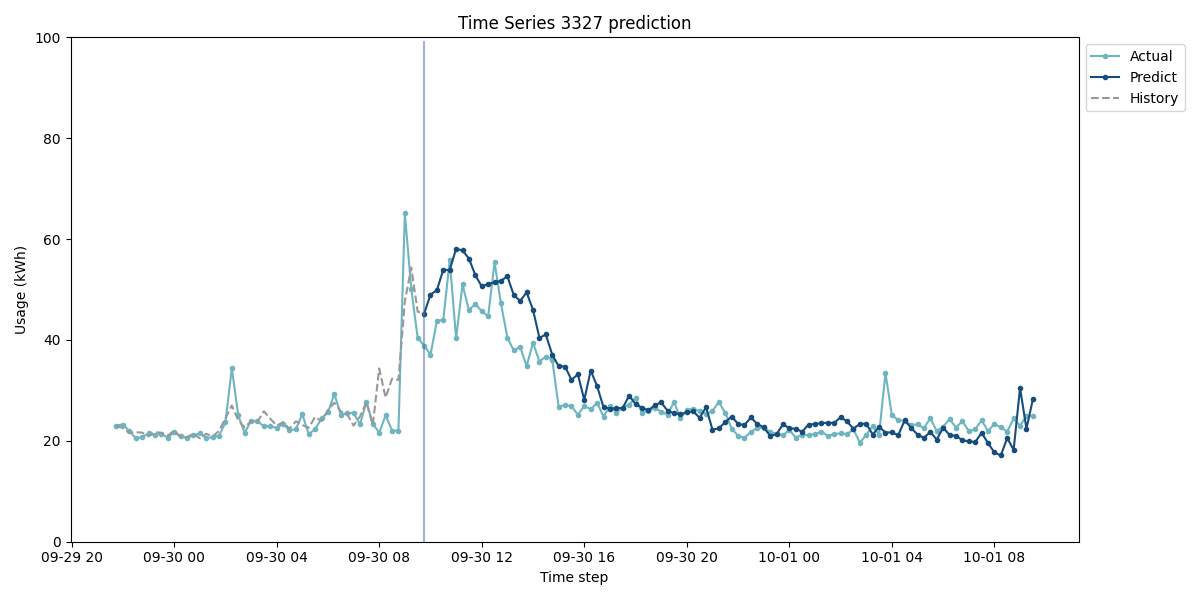 Time Series 3327 prediction
100
80
60
40
20
0
Usage (kWh)
09-29 20
09-30 00
09-30 04
09-30 08
09-30 12
09-30 16
09-30 20
10-01 00
10-01 04
10-01 08
Time step
Actual
Predict
History